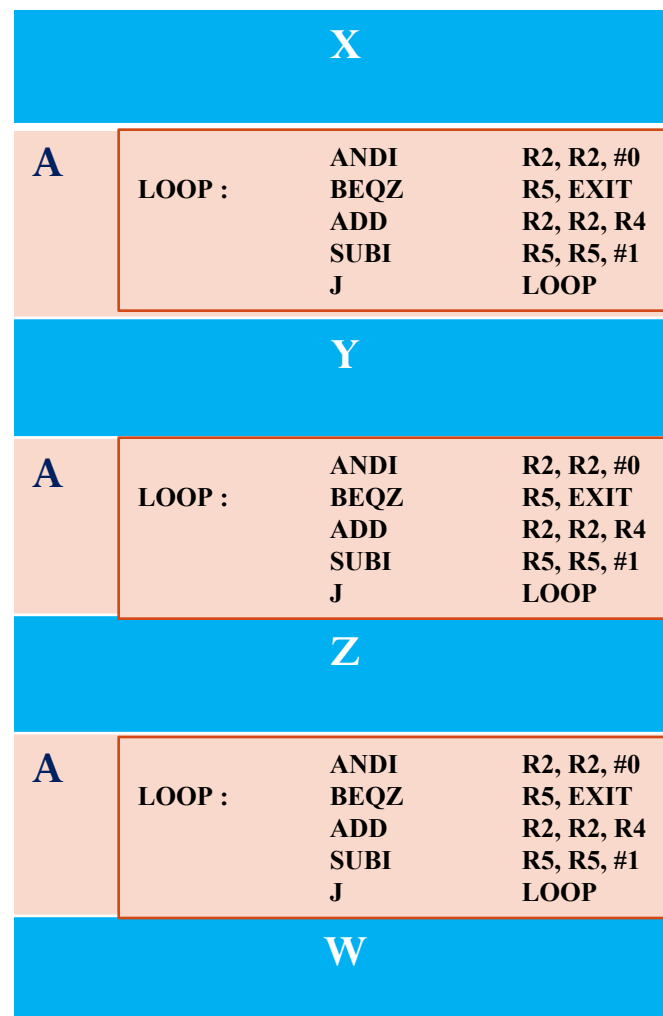 X
A ANDI R2, R2, #0
LOOP : BEQZ R5, EXIT
ADD R2, R2, R4
SUBI R5, R5, #1
J LOOP
Y
A ANDI R2, R2, #0
LOOP : BEQZ R5, EXIT
ADD R2, R2, R4
SUBI R5, R5, #1
J LOOP
Z
A ANDI R2, R2, #0
LOOP : BEQZ R5, EXIT
ADD R2, R2, R4
SUBI R5, R5, #1
J LOOP
W